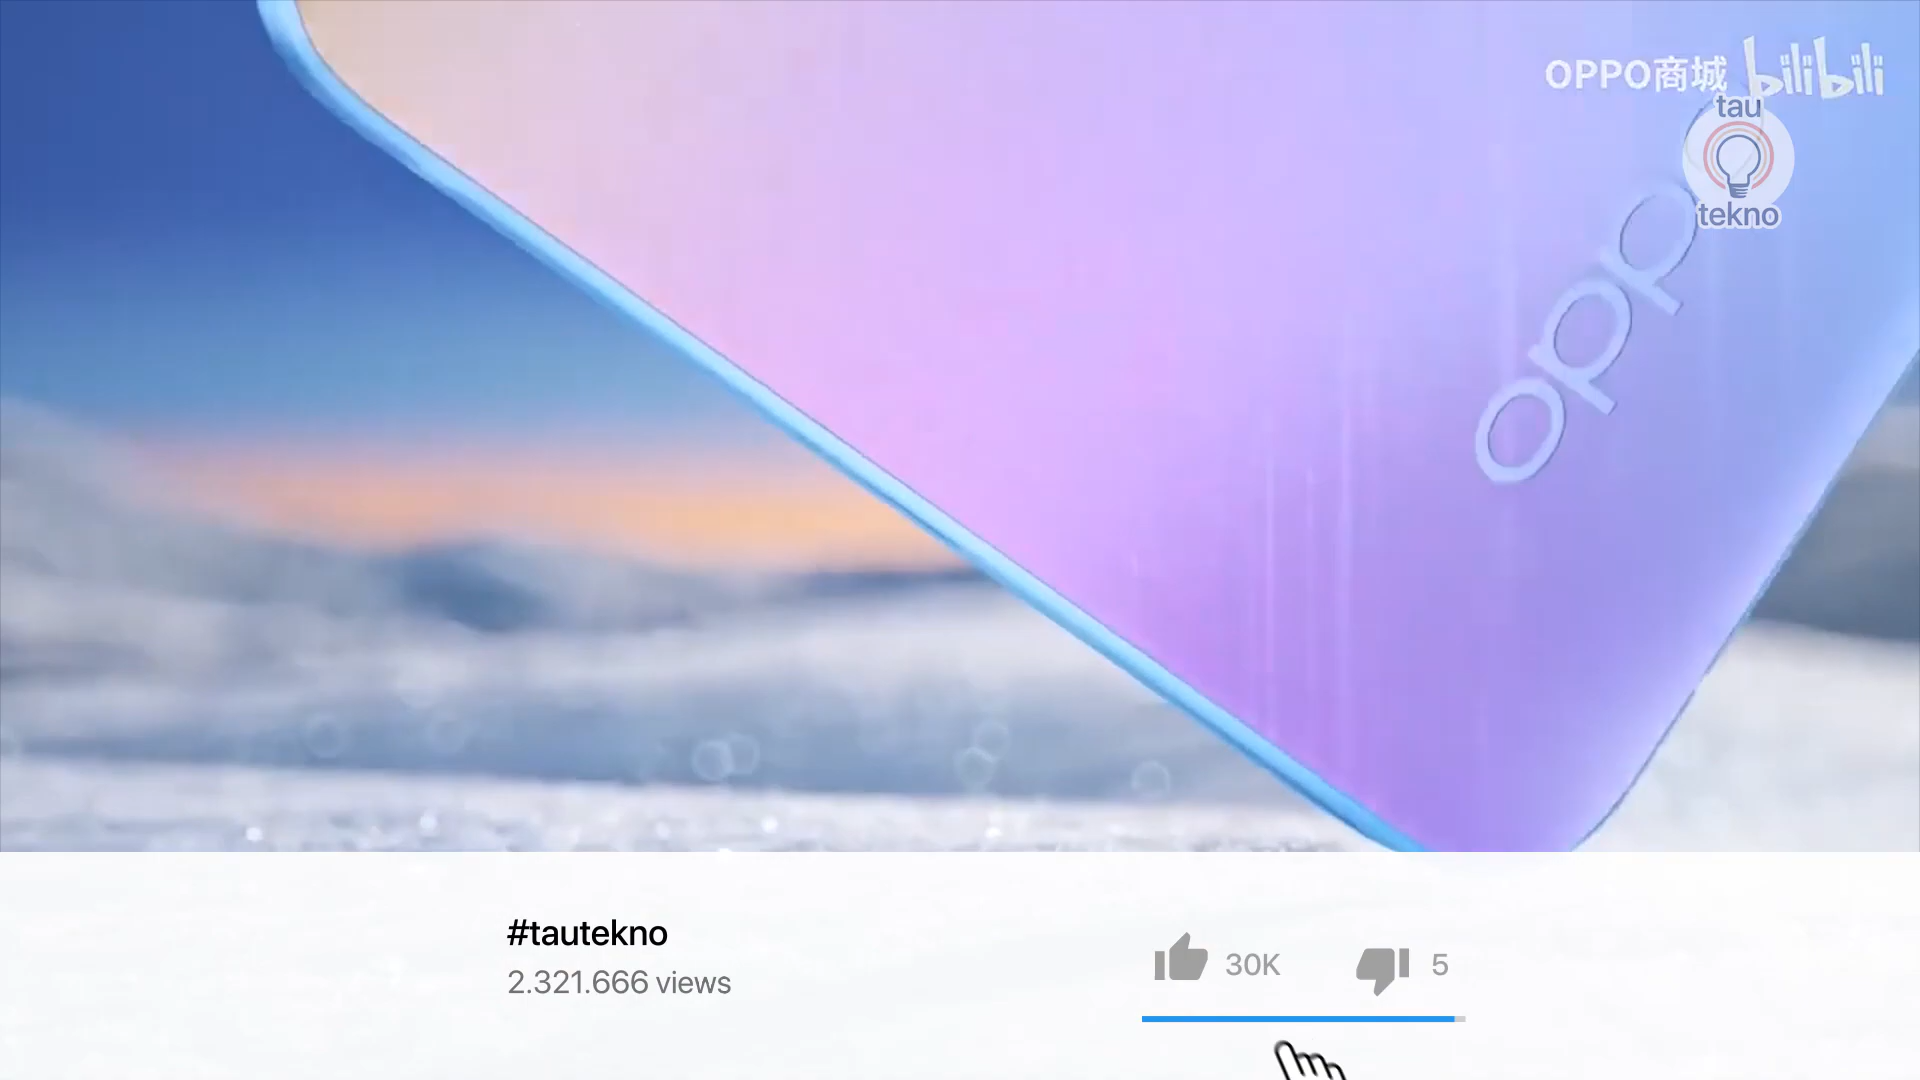 OPPO商城 bilibili
tau
tekno
oppo
#tautekno
2.321.666 views
30K
5